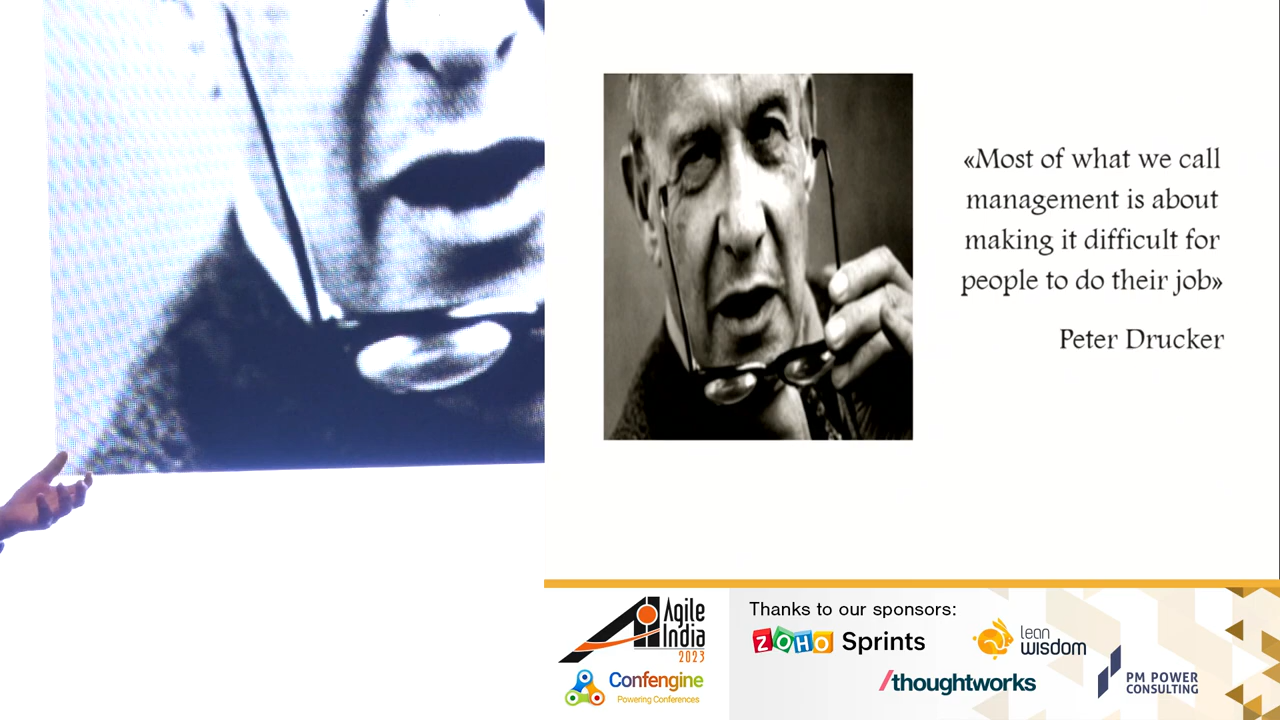 «Most of what we call
management is about
making it difficult for
people to do their job»
Peter Drucker
Agile
India
2023
Confengine
Powering Conferences
Thanks to our sponsors:
ZOHO Sprints
lean
wisdom
/thoughtworks
PM POWER
CONSULTING